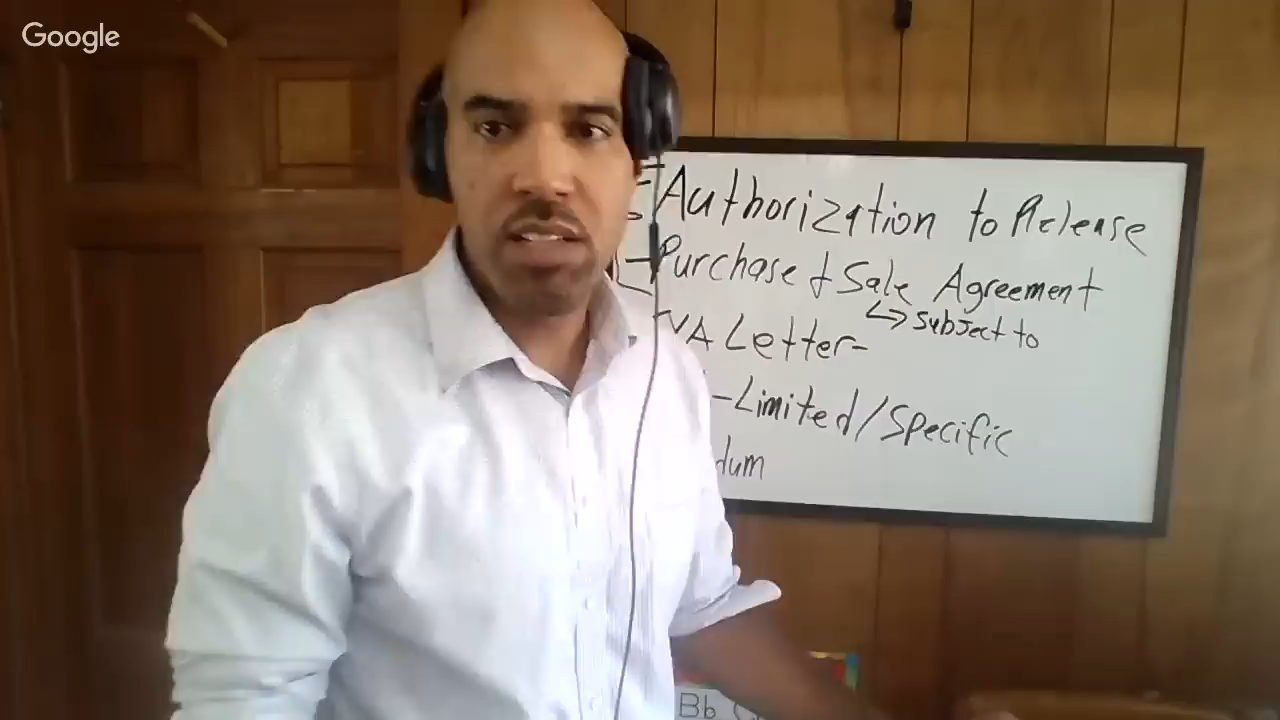 Google
Authorization to Release
Purchase & Sale Agreement
↳> subject to
VA Letter-
-Limited/Specific
dum
Bb C